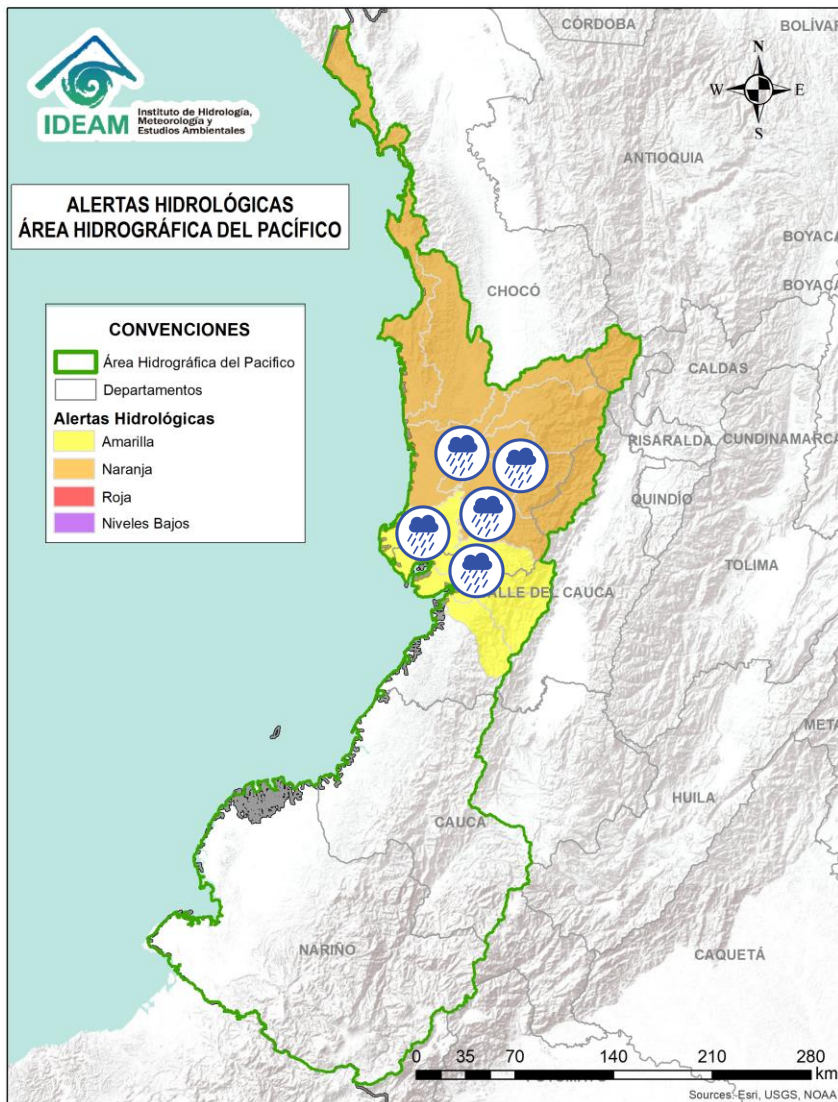 CÓRDOBA
BOLÍVAR
N
W E
S
IDEAM
Instituto de Hidrología,
Meteorología y
Estudios Ambientales
ANTIOQUIA
ALERTAS HIDROLÓGICAS
ÁREA HIDROGRÁFICA DEL PACÍFICO
BOYACÁ
BOYACÁ
CHOCÓ
CONVENCIONES
Área Hidrográfica del Pacifico
Departamentos
Alertas Hidrológicas
Amarilla
Naranja
Roja
Niveles Bajos
CALDAS
RISARALDA
CUNDINAMARCA
QUINDÍO
TOLIMA
ALLE DEL CAUCA
META
HUILA
CAUCA
NARIÑO
CAQUETÁ
0 35 70 140 210 280
km
Sources: Esri, USGS, NOAA